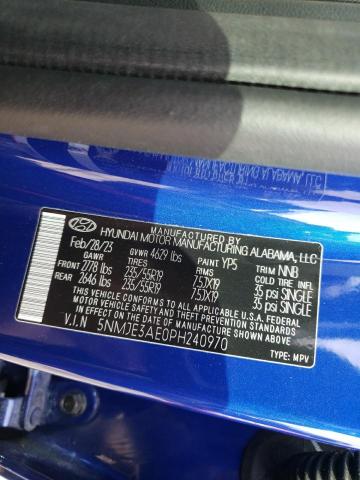 MANUFACTURED BY
HYUNDAI MOTOR MANUFACTURING ALABAMA, LLC
Feb/28/23 GVWR 4629 lbs PAINT YP5 TRIM NNB
GAWR TIRES RIMS COLD TIRE INFL
FRONT 2778 lbs 235/55R19 7.5JX19 35 psi SINGLE
REAR 2646 lbs 235/55R19 7.5JX19 35 psi SINGLE
THIS VEHICLE CONFORMS TO ALL APPLICABLE U.S. FEDERAL MOTOR VEHICLE
SAFETY, BUMPER, AND THEFT PREVENTION STANDARDS IN
EFFECT ON THE DATE OF MANUFACTURE SHOWN ABOVE.
V.I.N 5NMJE3AE0PH240970
TYPE: MPV